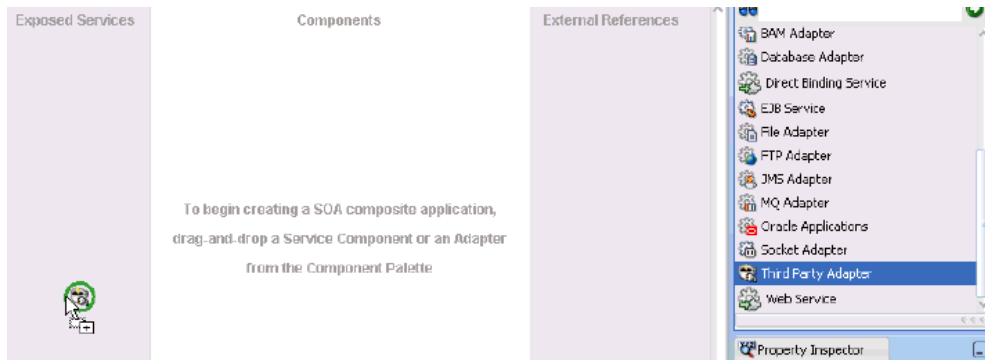 Exposed Services
Components
External References
To begin creating a SOA composite application,
drag-and-drop a Service Component or an Adapter
from the Component Palette
BAM Adapter
Database Adapter
Direct Binding Service
EJB Service
File Adapter
FTP Adapter
JMS Adapter
MQ Adapter
Oracle Applications
Socket Adapter
Third Party Adapter
Web Service
Property Inspector